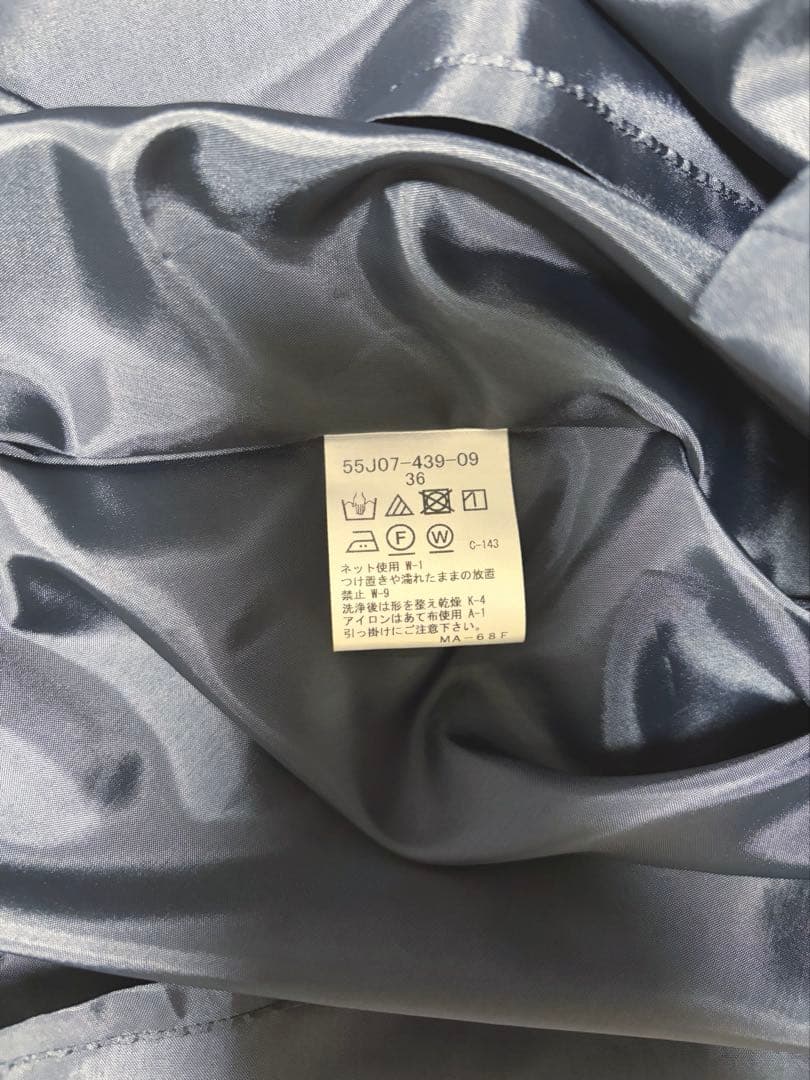 55J07-439-09
36
F W C-143
ネット使用 W-1
つけ置きや濡れたままの放置
禁止 W-9
洗浄後は形を整え乾燥 K-4
アイロンはあて布使用 A-1
引っ掛けにご注意下さい。
MA-68F